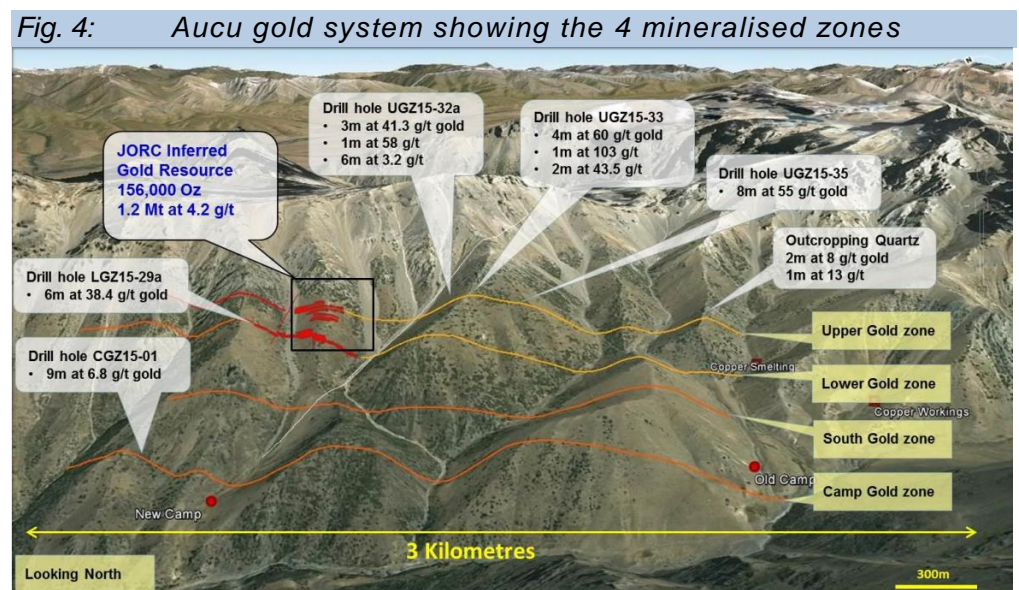 Fig. 4: Aucu gold system showing the 4 mineralised zones
N
Drill hole UGZ15-32a
• 3m at 41.3 g/t gold
• 1m at 58 g/t
• 6m at 3.2 g/t
Drill hole UGZ15-33
• 4m at 60 g/t gold
• 1m at 103 g/t
• 2m at 43.5 g/t
JORC Inferred
Gold Resource
156,000 Oz
1.2 Mt at 4.2 g/t
Drill hole UGZ15-35
• 8m at 55 g/t gold
Outcropping Quartz
2m at 8 g/t gold
1m at 13 g/t
Drill hole LGZ15-29a
• 6m at 38.4 g/t gold
Drill hole CGZ15-01
• 9m at 6.8 g/t gold
Upper Gold zone
Copper Smelting
Lower Gold zone
Copper Workings
South Gold zone
Old Camp
Camp Gold zone
New Camp
3 Kilometres
Looking North
300m